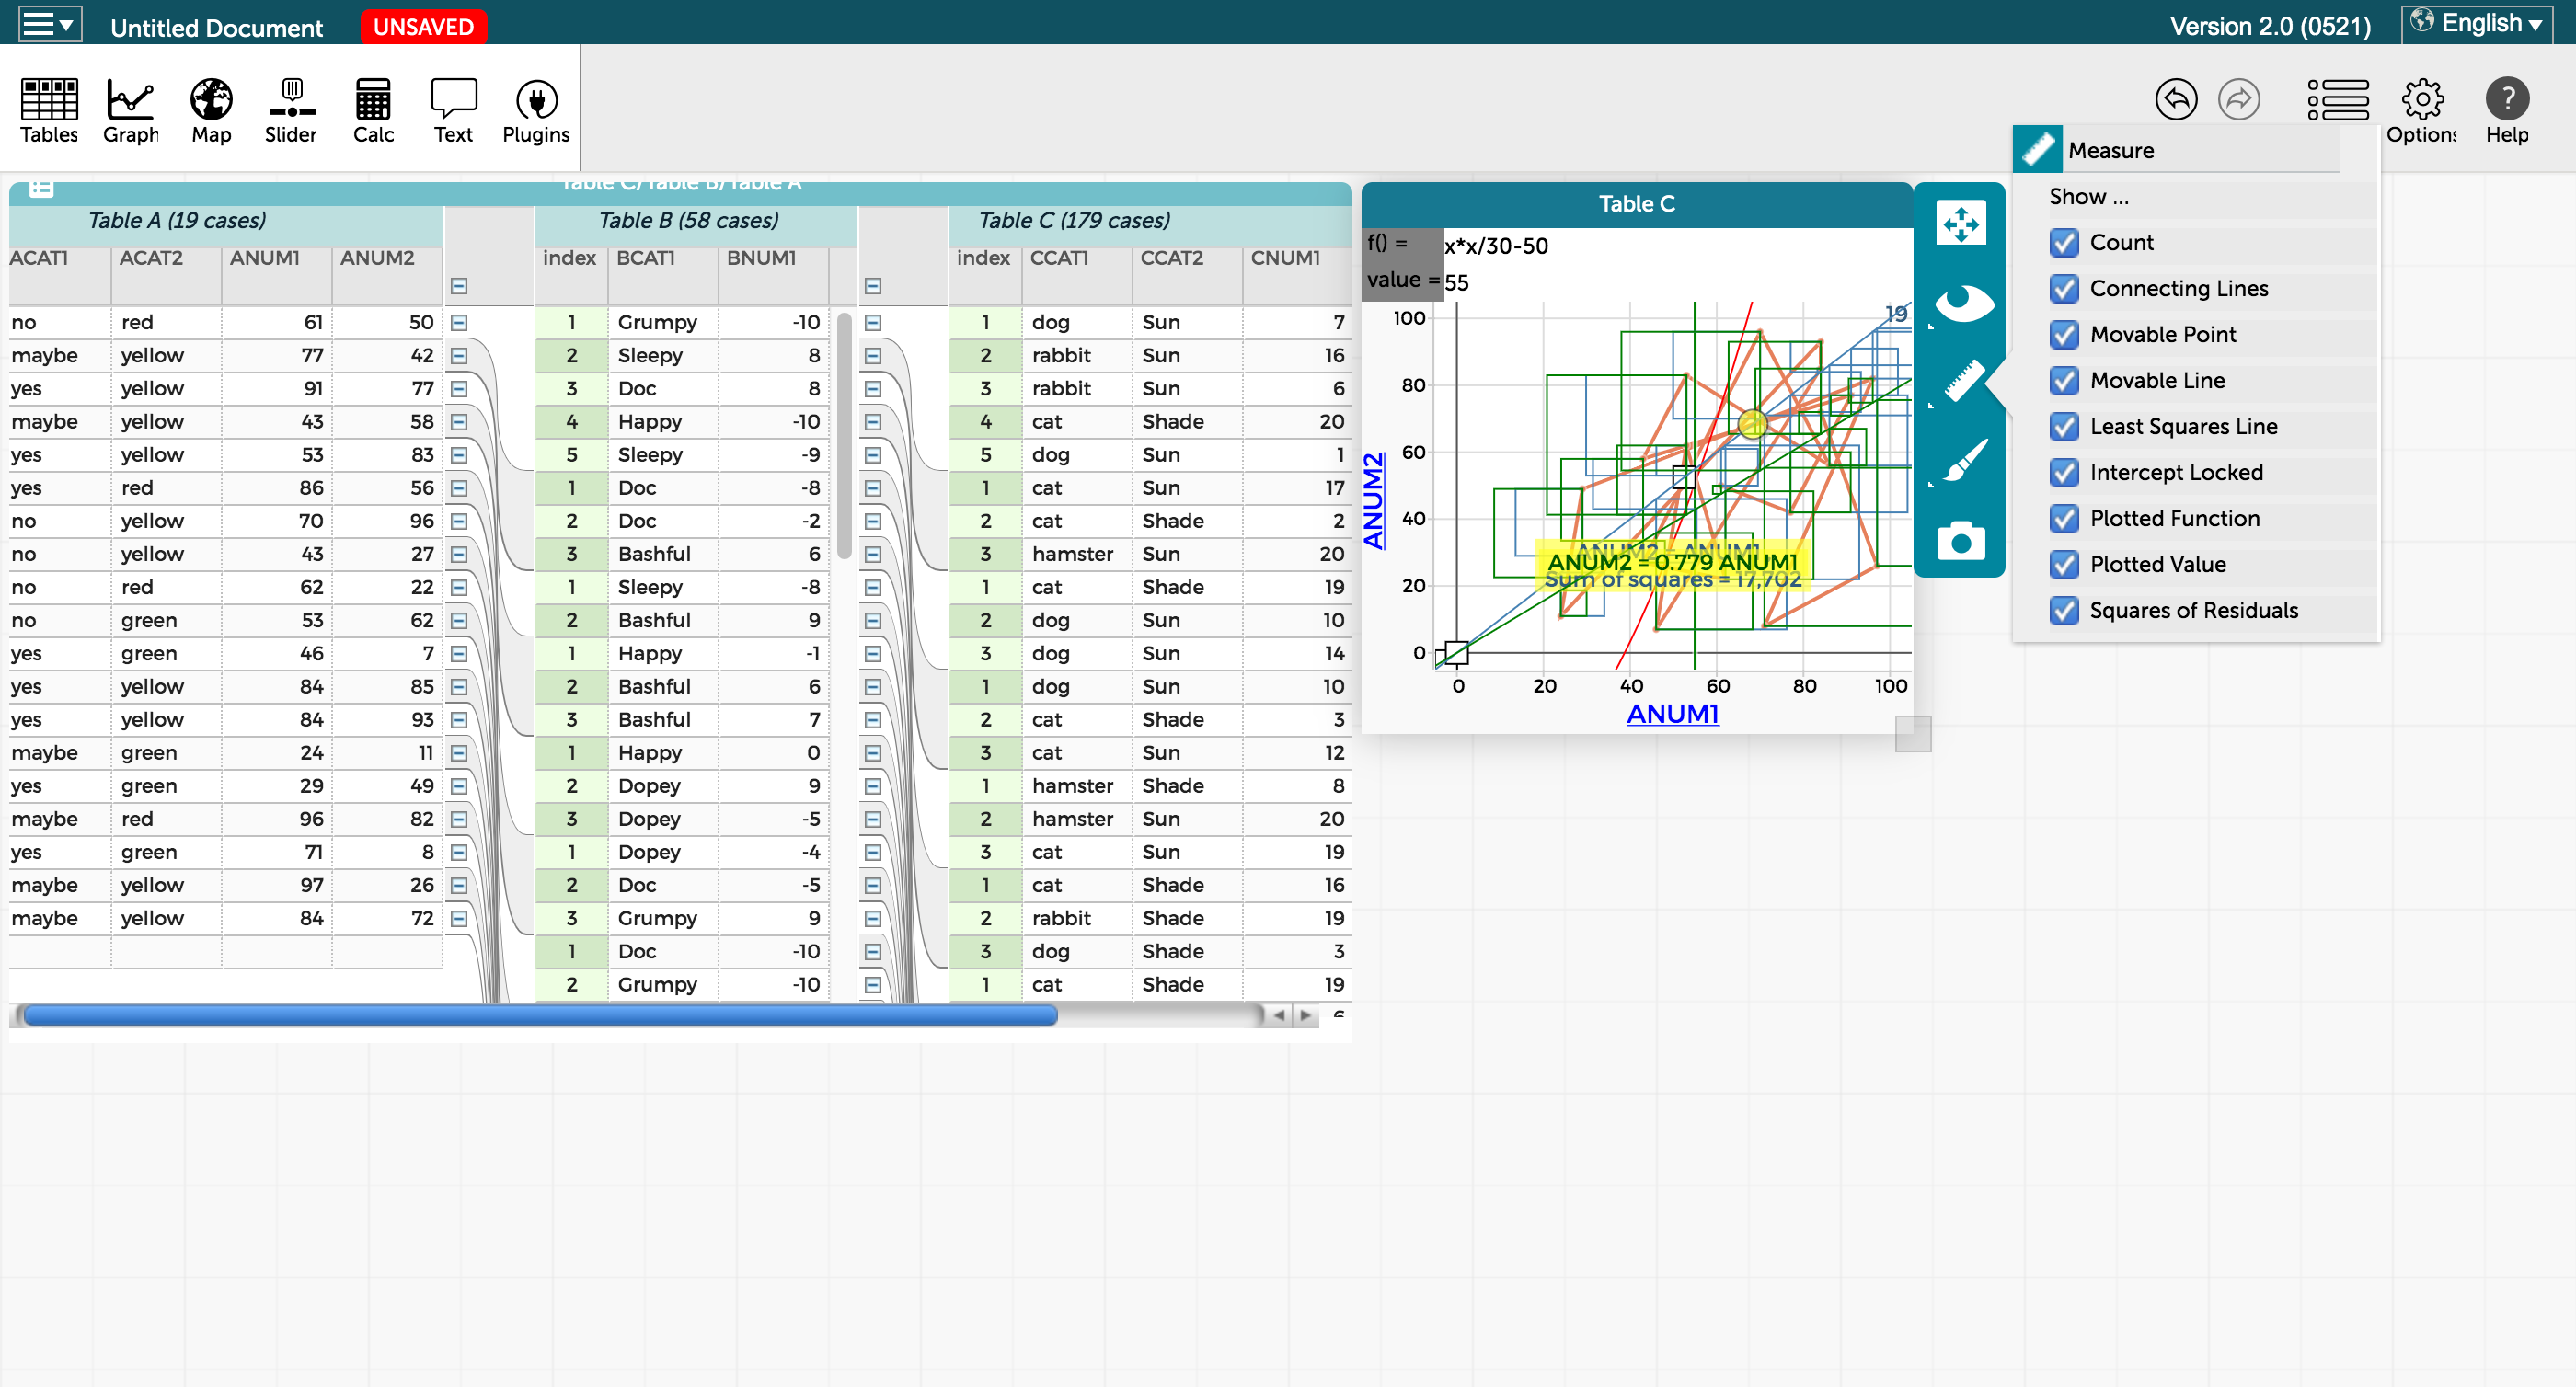 Untitled Document UNSAVED Version 2.0 (0521) English
Tables Graph Map Slider Calc Text Plugins Options Help
Table C/Table B/Table A
Table A (19 cases) Table B (58 cases) Table C (179 cases)
ACAT1 ACAT2 ANUM1 ANUM2 index BCAT1 BNUM1 index CCAT1 CCAT2 CNUM1
no red 61 50 1 Grumpy -10 1 dog Sun 7
maybe yellow 77 42 2 Sleepy 8 2 rabbit Sun 16
yes yellow 91 77 3 Doc 8 3 rabbit Sun 6
maybe yellow 43 58 4 Happy -10 4 cat Shade 20
yes yellow 53 83 5 Sleepy -9 5 dog Sun 1
yes red 86 56 1 Doc -8 1 cat Sun 17
no yellow 70 96 2 Doc -2 2 cat Shade 2
no yellow 43 27 3 Bashful 6 3 hamster Sun 20
no red 62 22 1 Sleepy -8 1 cat Shade 19
no green 53 62 2 Bashful 9 2 dog Sun 10
yes green 46 7 1 Happy -1 3 dog Sun 14
yes yellow 84 85 2 Bashful 6 1 dog Sun 10
yes yellow 84 93 3 Bashful 7 2 cat Shade 3
maybe green 24 11 1 Happy 0 3 cat Sun 12
yes green 29 49 2 Dopey 9 1 hamster Shade 8
maybe red 96 82 3 Dopey -5 2 hamster Sun 20
yes green 71 8 1 Dopey -4 3 cat Sun 19
maybe yellow 97 26 2 Doc -5 1 cat Shade 16
maybe yellow 84 72 3 Grumpy 9 2 rabbit Shade 19
1 Doc -10 3 dog Shade 3
2 Grumpy -10 1 cat Shade 19
6
Table C
f() = x*x/30-50
value = 55
19
100
80
60
40
20
0
ANUM2
ANUM2 = ANUM1
ANUM2 = 0.779 ANUM1
Sum of squares = 17,702
0 20 40 60 80 100
ANUM1
Measure
Show ...
Count
Connecting Lines
Movable Point
Movable Line
Least Squares Line
Intercept Locked
Plotted Function
Plotted Value
Squares of Residuals